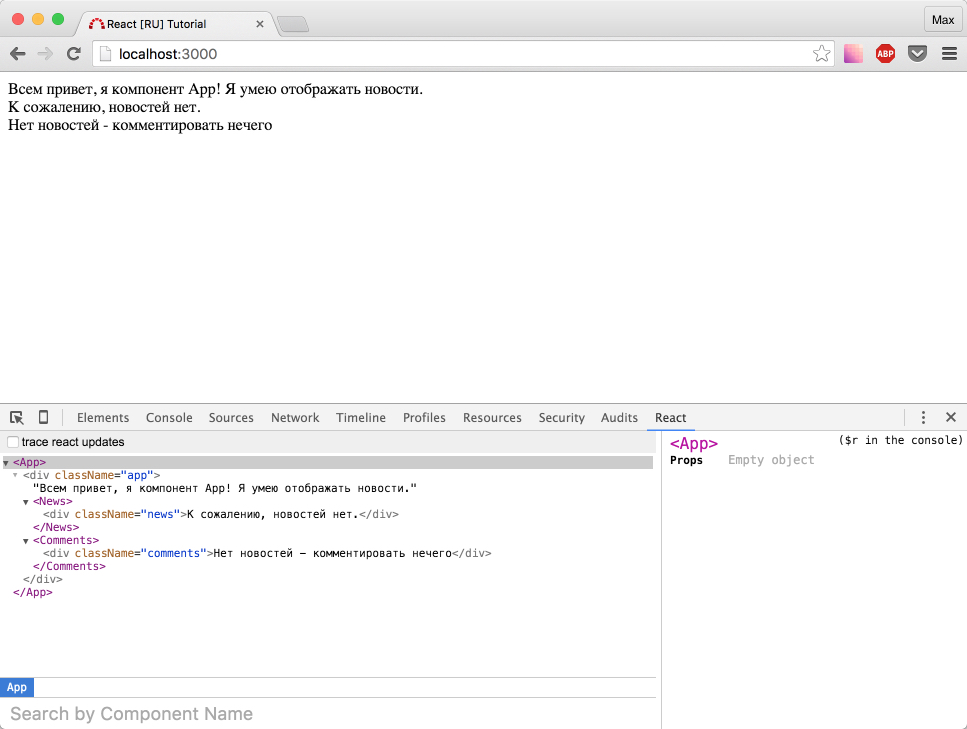 React [RU] Tutorial
Max
localhost:3000
ABP
Всем привет, я компонент App! Я умею отображать новости.
К сожалению, новостей нет.
Нет новостей - комментировать нечего
Elements Console Sources Network Timeline Profiles Resources Security Audits React
trace react updates
<App>
<div className="app">
"Всем привет, я компонент App! Я умею отображать новости."
<News>
<div className="news">К сожалению, новостей нет.</div>
</News>
<Comments>
<div className="comments">Нет новостей - комментировать нечего</div>
</Comments>
</div>
</App>
<App> ($r in the console)
Props Empty object
App
Search by Component Name